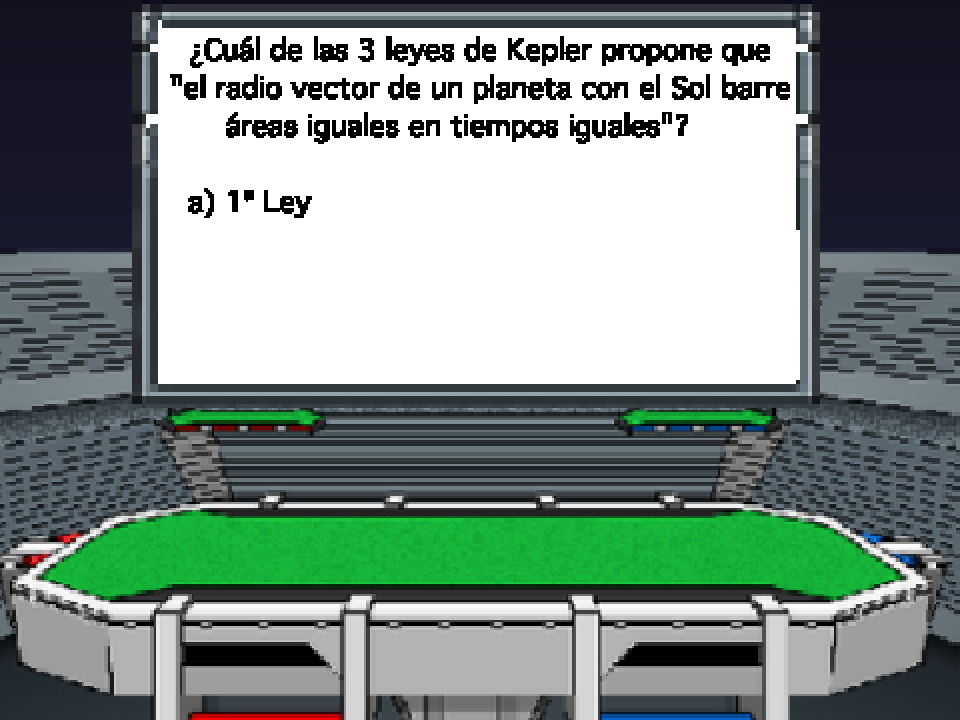 ¿Cuál de las 3 leyes de Kepler propone que
"el radio vector de un planeta con el Sol barre
áreas iguales en tiempos iguales"?
a) 1ª Ley